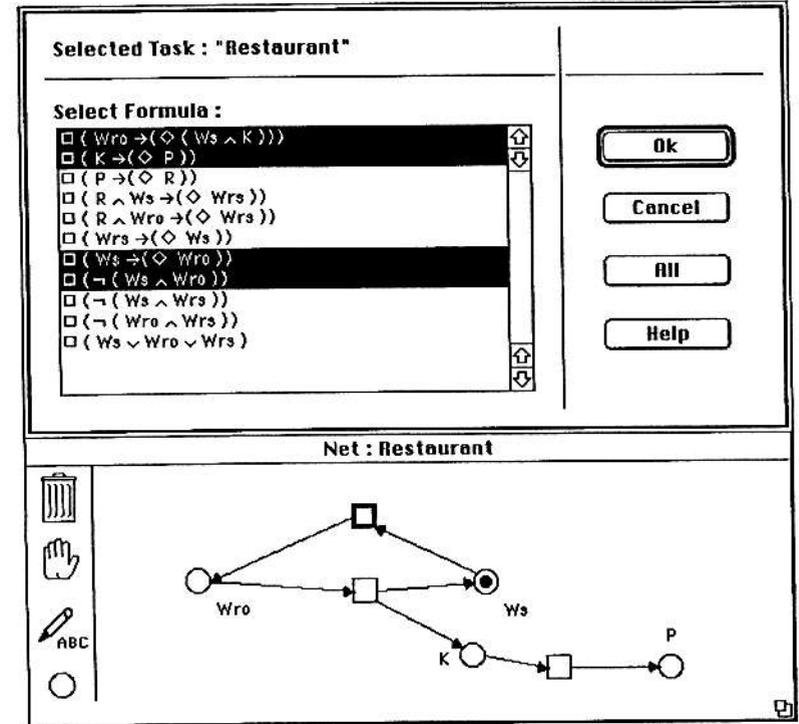 Selected Task : "Restaurant"
Select Formula :
□ ( Wro →(◇ ( Ws ∧ K )))
□ ( K →(◇ P ))
□ ( P →(◇ R ))
□ ( R ∧ Ws →(◇ Wrs ))
□ ( R ∧ Wro →(◇ Wrs ))
□ ( Wrs →(◇ Ws ))
□ ( Ws →(◇ Wro ))
□ (¬ ( Ws ∧ Wro ))
□ (¬ ( Ws ∧ Wrs ))
□ (¬ ( Wro ∧ Wrs ))
□ ( Ws ∨ Wro ∨ Wrs )
Ok
Cancel
All
Help
Net : Restaurant
ABC
Wro
Ws
K
P